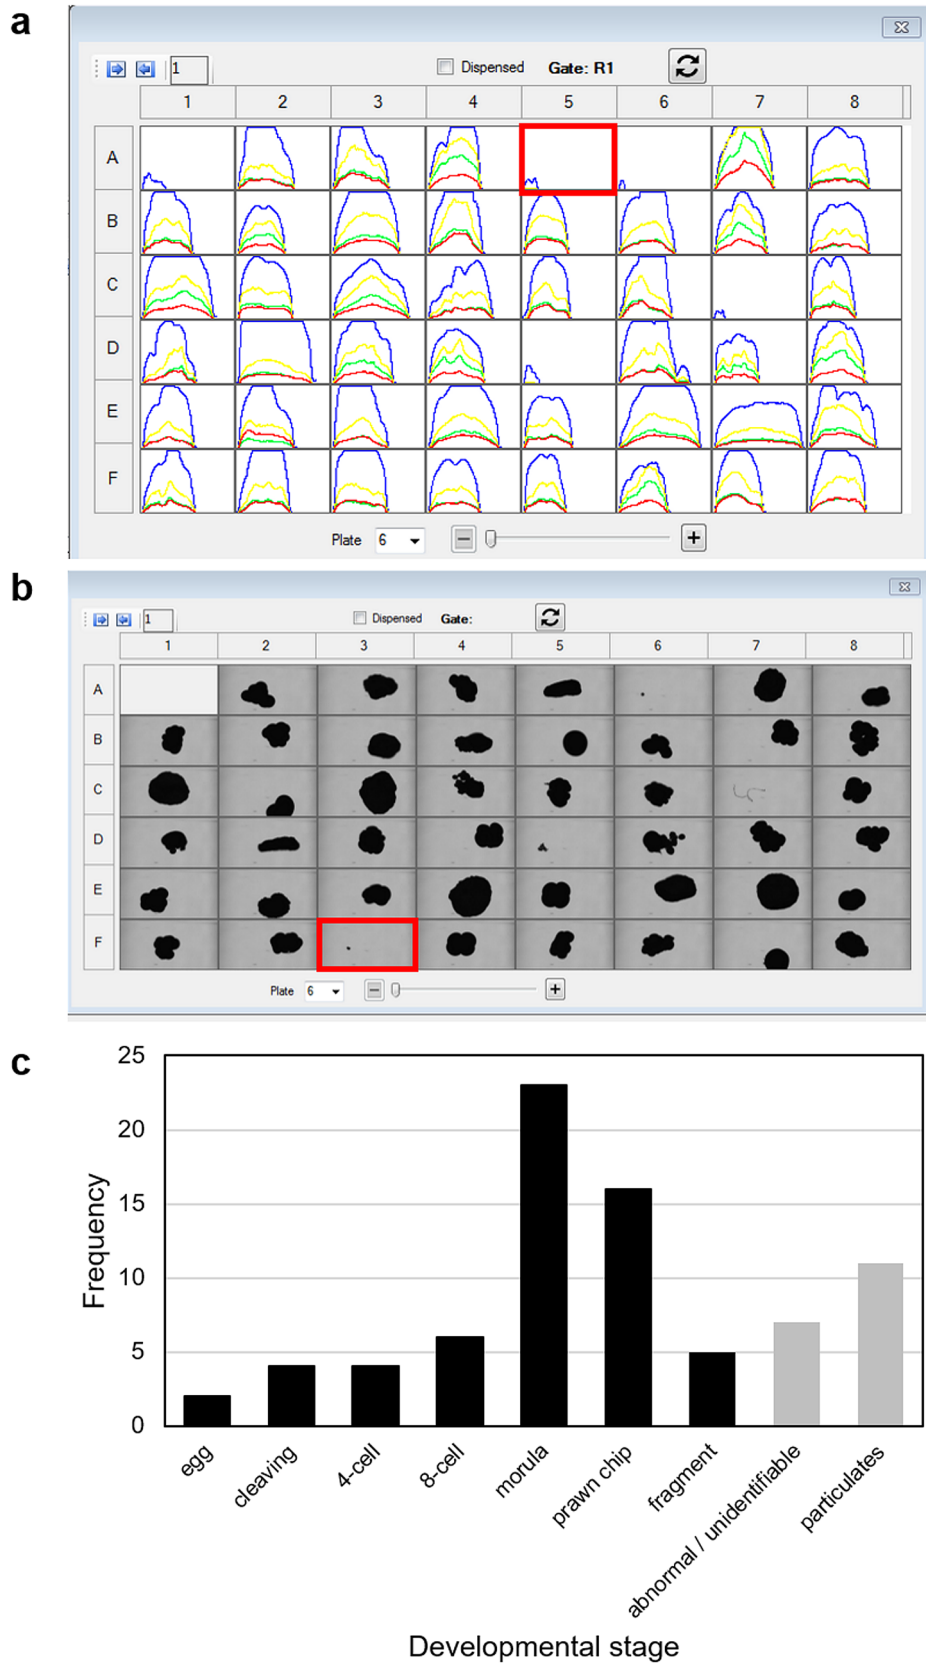 a
1
Dispensed Gate: R1
1 2 3 4 5 6 7 8
A
B
C
D
E
F
Plate 6
b
1
Dispensed Gate:
1 2 3 4 5 6 7 8
A
B
C
D
E
F
Plate 6
c
25
20
15
10
5
0
Frequency
egg
cleaving
4-cell
8-cell
morula
prawn chip
fragment
abnormal / unidentifiable
particulates
Developmental stage